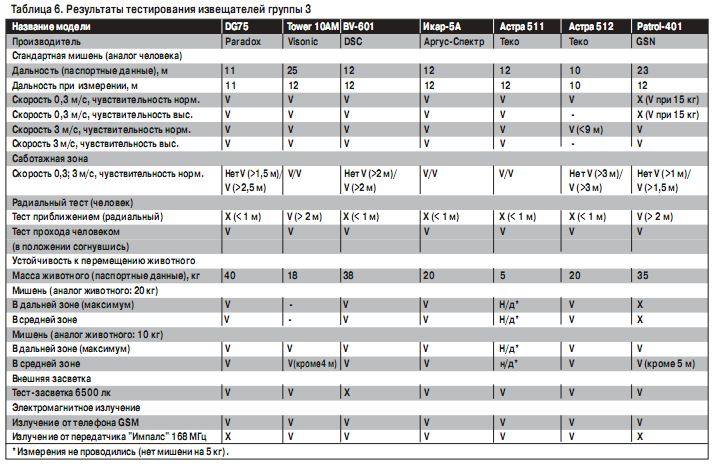 Таблица 6. Результаты тестирования извещателей группы 3
Название модели DG75 Tower 10AM BV-601 Икар-5А Астра 511 Астра 512 Patrol-401
Производитель Paradox Visonic DSC Аргус-Спектр Теко Теко GSN
Стандартная мишень (аналог человека)
Дальность (паспортные данные), м 11 25 12 12 12 10 23
Дальность при измерении, м 11 12 12 12 12 10 12
Скорость 0,3 м/с, чувствительность норм. V V V V V V X (V при 15 кг)
Скорость 0,3 м/с, чувствительность выс. V V V V V - X (V при 15 кг)
Скорость 3 м/с, чувствительность норм. V V V V V V (<9 м) V
Скорость 3 м/с, чувствительность выс. V V V V V - V
Саботажная зона
Скорость 0,3; 3 м/с, чувствительность норм. Нет V (>1,5 м)/ V/V Нет V (>2 м)/ V/V V/V Нет V (>3 м)/ Нет V (>1 м)/
V (>2,5 м) V (>2 м) V (>3м) V (>1,5 м)
Радиальный тест (человек)
Тест приближением (радиальный) X (< 1 м) V (> 2 м) X (< 1 м) X (< 1 м) X (< 1 м) X (< 1 м) V (> 2 м)
Тест прохода человеком V V V V V V V
(в положении согнувшись)
Устойчивость к перемещению животного
Масса животного (паспортные данные), кг 40 18 38 20 5 20 35
Мишень (аналог животного: 20 кг)
В дальней зоне (максимум) V - V V Н/д* V X
В средней зоне V - V V Н/д* V X
Мишень (аналог животного: 10 кг)
В дальней зоне (максимум) V V V V Н/д* V V
В средней зоне V V(кроме4 м) V V н/д* V V (кроме 5 м)
Внешняя засветка
Тест-засветка 6500 лк V V X V V V V
Электромагнитное излучение
Излучение от телефона GSM V V V V V V V
Излучение от передатчика "Импалс" 168 МГц X V V V V V X
* Измерения не проводились (нет мишени на 5 кг).